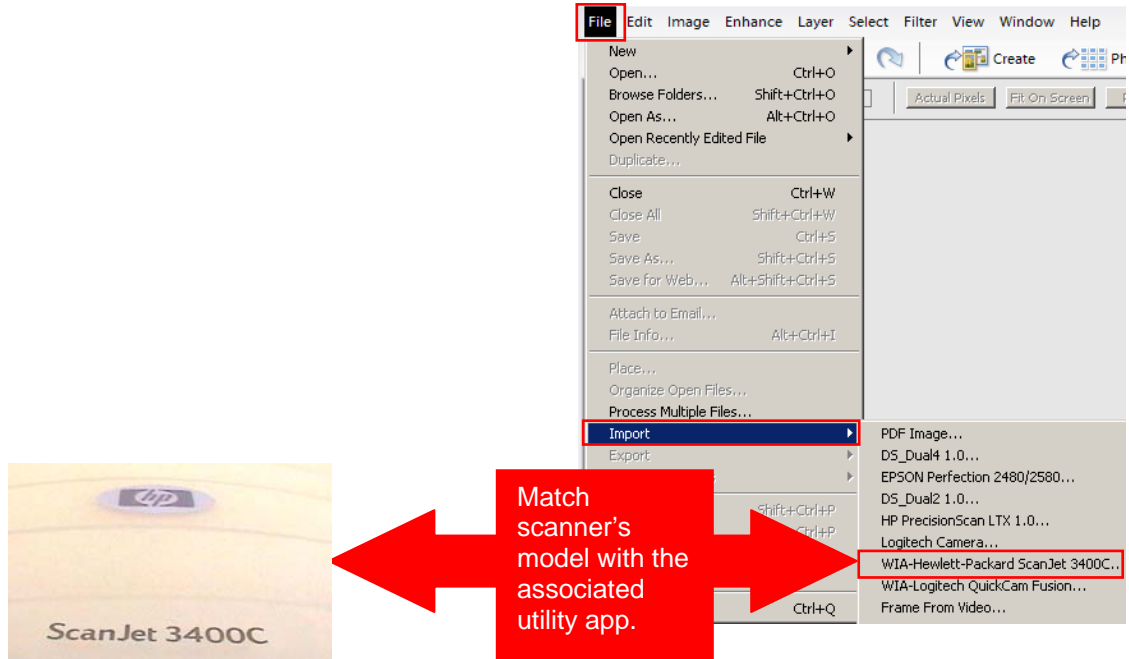 File Edit Image Enhance Layer Select Filter View Window Help
New
Open... Ctrl+O
Browse Folders... Shift+Ctrl+O
Open As... Alt+Ctrl+O
Open Recently Edited File
Duplicate...
Close Ctrl+W
Close All Shift+Ctrl+W
Save Ctrl+S
Save As... Shift+Ctrl+S
Save for Web... Alt+Shift+Ctrl+S
Attach to Email...
File Info... Alt+Ctrl+I
Place...
Organize Open Files...
Process Multiple Files...
Import
Export
Shift+Ctrl+P
Ctrl+P
Ctrl+Q
Create
Actual Pixels Fit On Screen
PDF Image...
DS_Dual4 1.0...
EPSON Perfection 2480/2580...
DS_Dual2 1.0...
HP PrecisionScan LTX 1.0...
Logitech Camera...
WIA-Hewlett-Packard ScanJet 3400C..
WIA-Logitech QuickCam Fusion...
Frame From Video...
Match
scanner's
model with the
associated
utility app.
hp
ScanJet 3400C